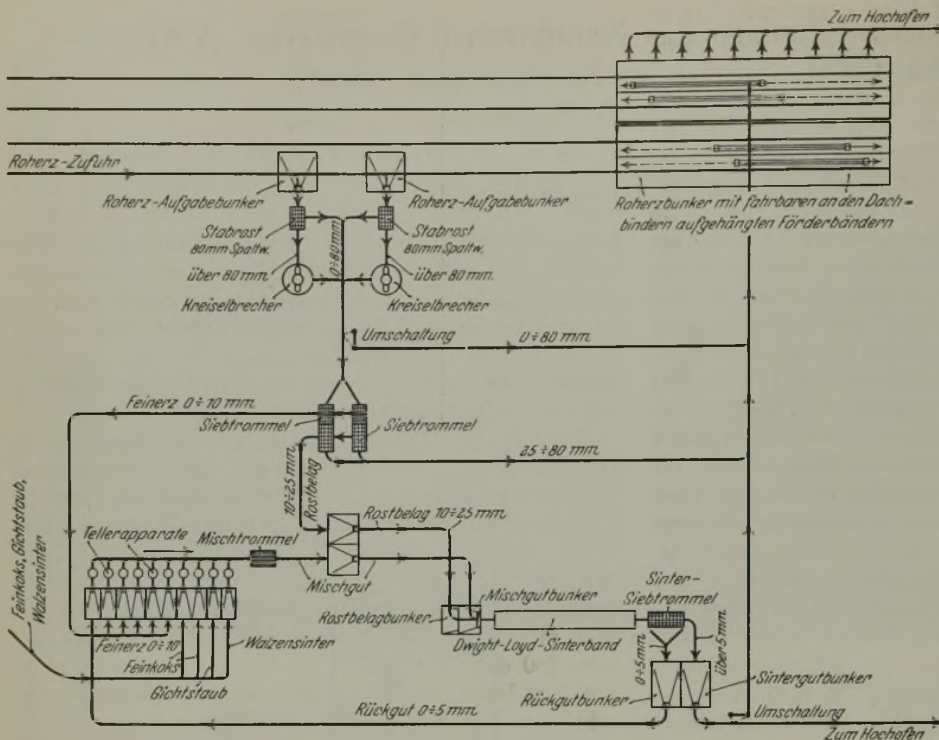 Zum Hochofen
Roherz-Zufuhr
Roherz-Aufgabebunker
Roherz-Aufgabebunker
Roherzbunker mit fahrbaren an den Dach=
bindern aufgehängten Förderbändern
Stabrost
80mm Spaltw.
0÷80 mm
Stabrost
80mm Spaltw.
über 80 mm.
über 80 mm.
Kreiselbrecher
Kreiselbrecher
Umschaltung
0÷80 mm
Feinerz 0÷10 mm.
Siebtrommel
Siebtrommel
25÷80 mm
10÷25 mm
Rostbelag
Rostbelag 10÷25 mm
Feinkoks, Gichtstaub,
Walzensinter
Tellerapparate
Mischtrommel
Mischgut
Mischgutbunker
Sinter-
Siebtrommel
Rostbelagbunker
Dwight-Loyd-Sinterband
Walzensinter
Feinerz 0÷10
Feinkoks
Gichtstaub
0÷5mm
über 5 mm
Rückgutbunker
Sintergutbunker
Rückgut 0÷5 mm
Umschaltung
Zum Hochofen